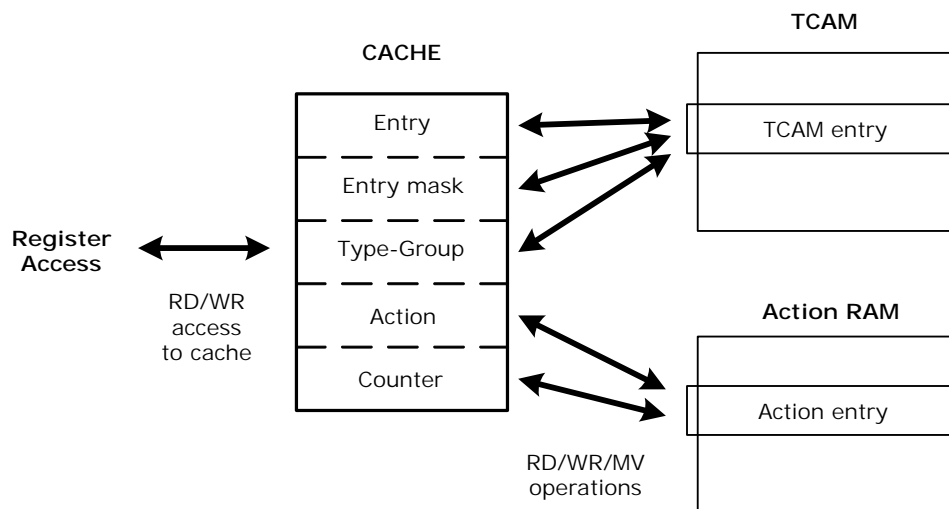 TCAM
CACHE
Entry
TCAM entry
Entry mask
Register
Access
Type-Group
RD/WR
access
to cache
Action
Action RAM
Counter
Action entry
RD/WR/MV
operations